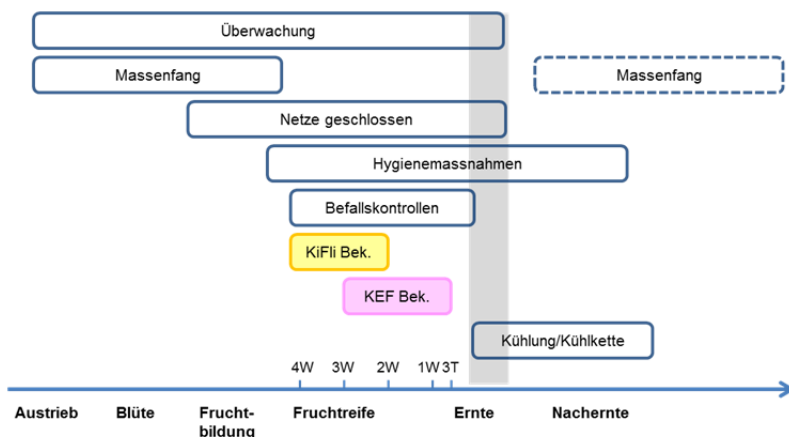 Überwachung
Massenfang
Massenfang
Netze geschlossen
Hygienemassnahmen
Befallskontrollen
KiFli Bek.
KEF Bek.
Kühlung/Kühlkette
4W 3W 2W 1W 3T
Austrieb Blüte Frucht- Fruchtreife Ernte Nachernte
bildung